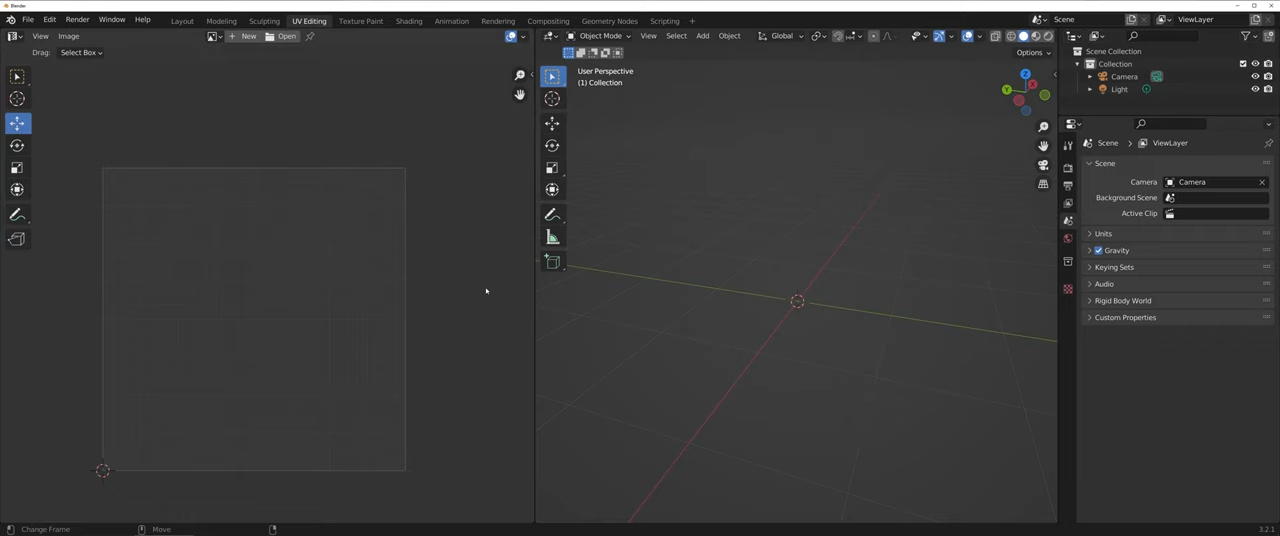 Blender
File Edit Render Window Help Layout Modeling Sculpting UV Editing Texture Paint Shading Animation Rendering Compositing Geometry Nodes Scripting + Scene ViewLayer
View Image New Open Object Mode View Select Add Object Global
Drag: Select Box Options
User Perspective
(1) Collection
Z
X
Y
Scene Collection
Collection
Camera
Light
Scene > ViewLayer
Scene
Camera Camera
Background Scene
Active Clip
Units
Gravity
Keying Sets
Audio
Rigid Body World
Custom Properties
Change Frame Move 3.2.1